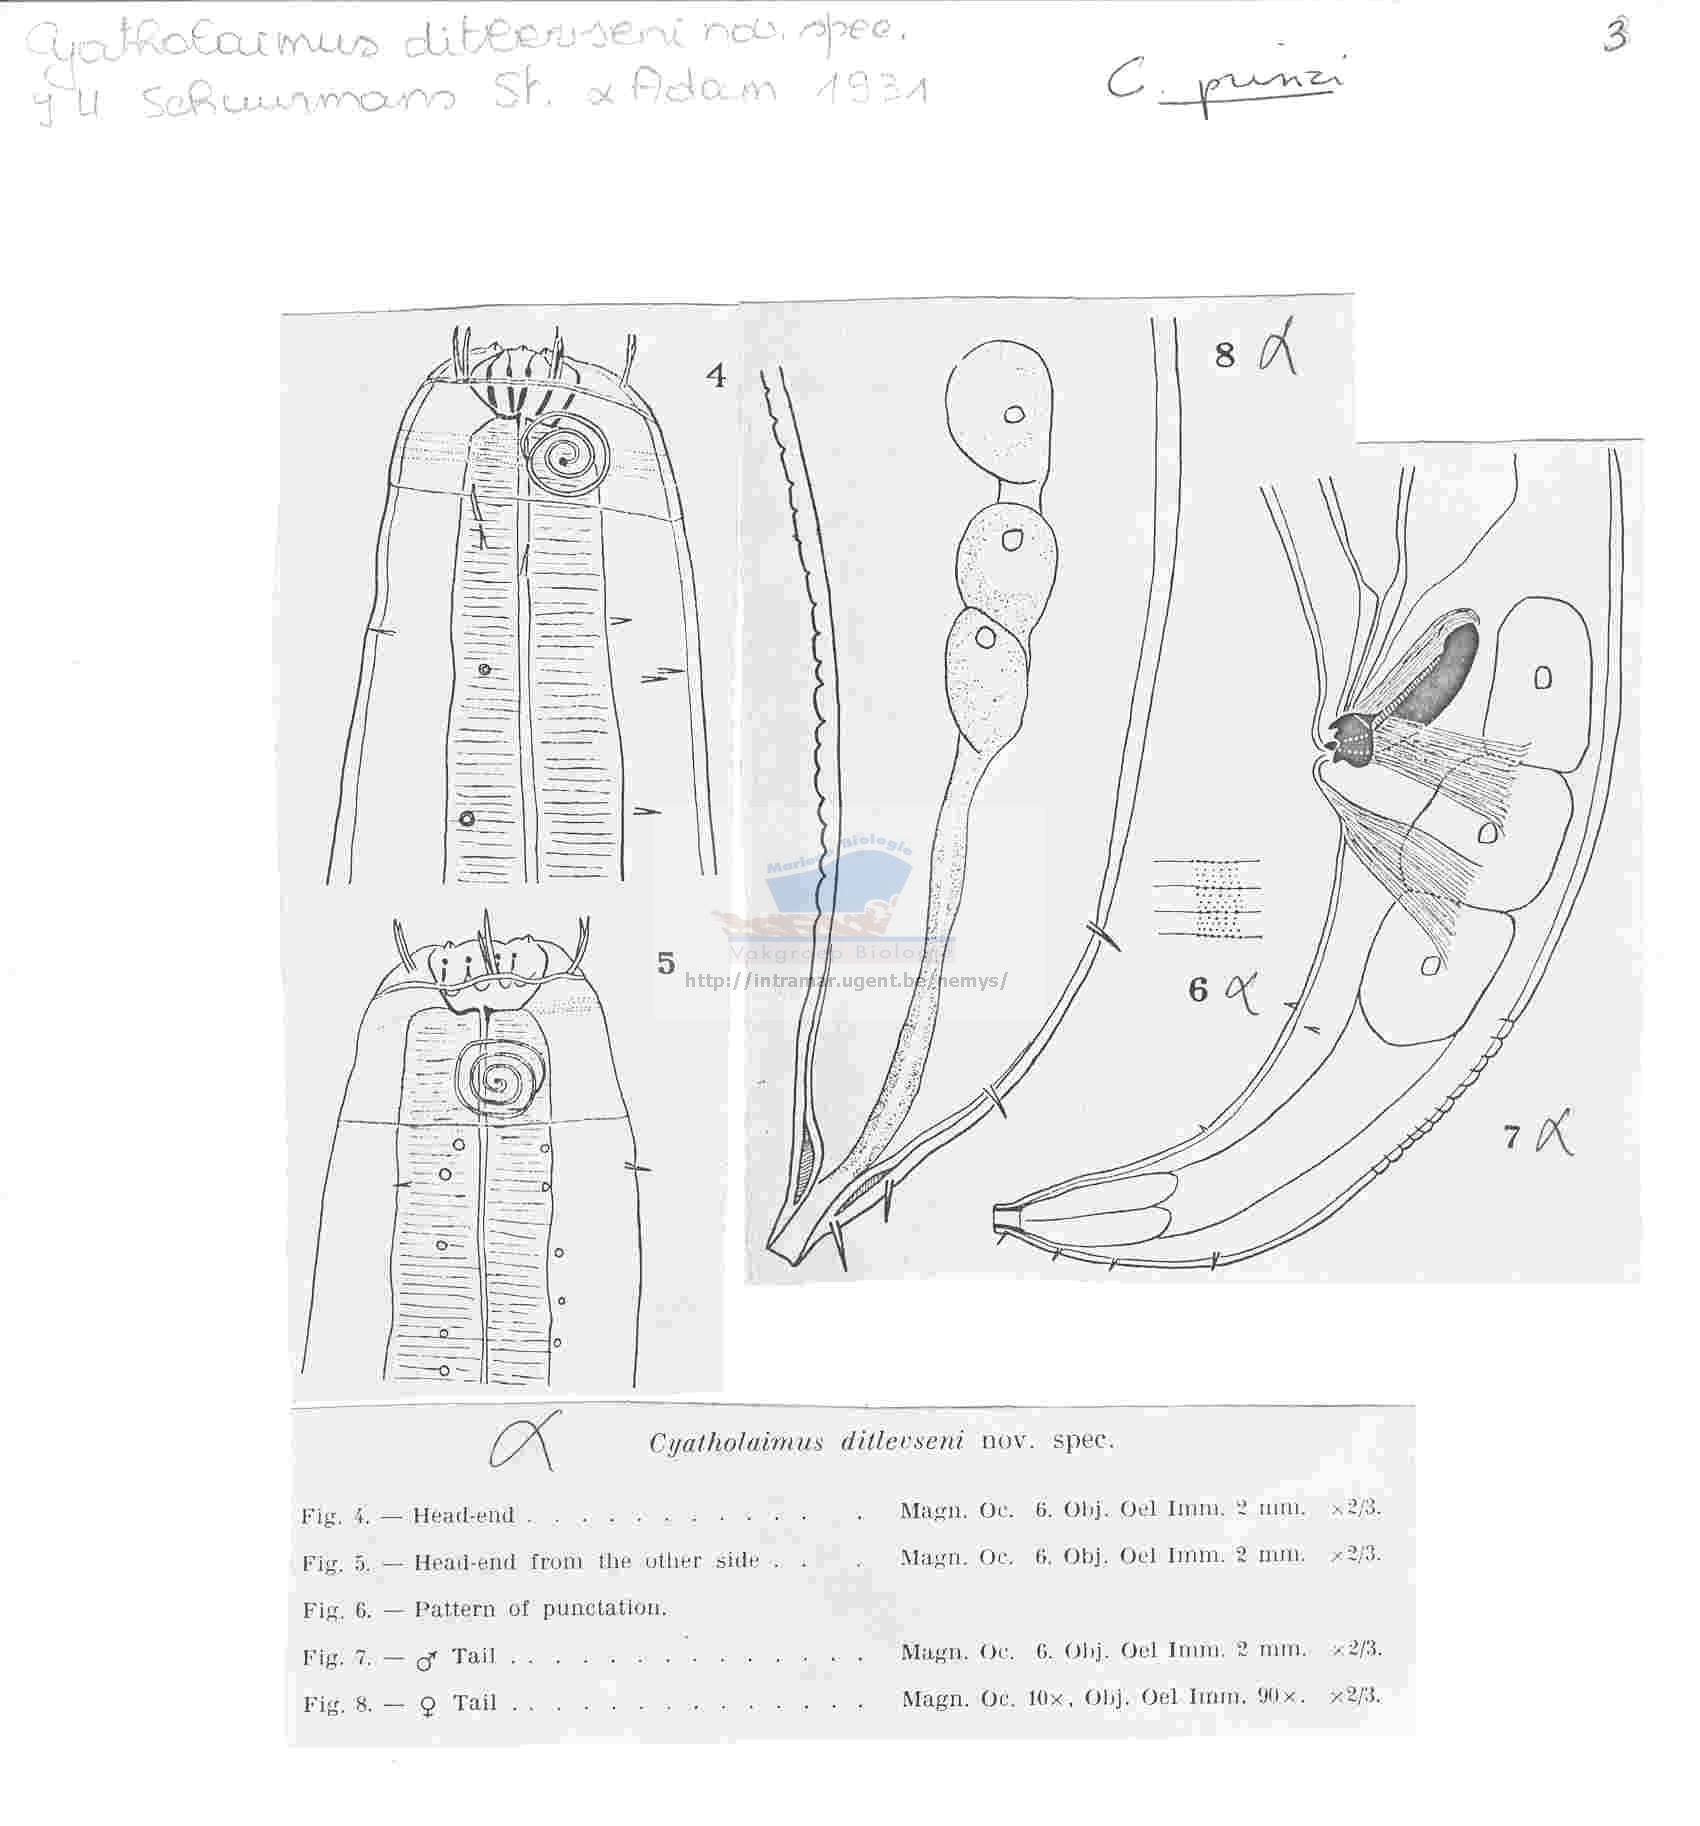 Cyatholaimus ditlevseni nov. spec.
Schuurmans St. & Adam 1931
C. prinzi
3
4
8 α
5
6 α
7 α
Mariene Biologie
Vakgroep Biologie
http://intramar.ugent.be/nemys/
α Cyatholaimus ditlevseni nov. spec.
Fig. 4. — Head-end . . . . . . . . . . . . Magn. Oc. 6. Obj. Oel Imm. 2 mm. ×2/3.
Fig. 5. — Head-end from the other side . . . Magn. Oc. 6. Obj. Oel Imm. 2 mm. ×2/3.
Fig. 6. — Pattern of punctation.
Fig. 7. — ♂ Tail . . . . . . . . . . . . . . Magn. Oc. 6. Obj. Oel Imm. 2 mm. ×2/3.
Fig. 8. — ♀ Tail . . . . . . . . . . . . . . Magn. Oc. 10×. Obj. Oel Imm. 90×. ×2/3.